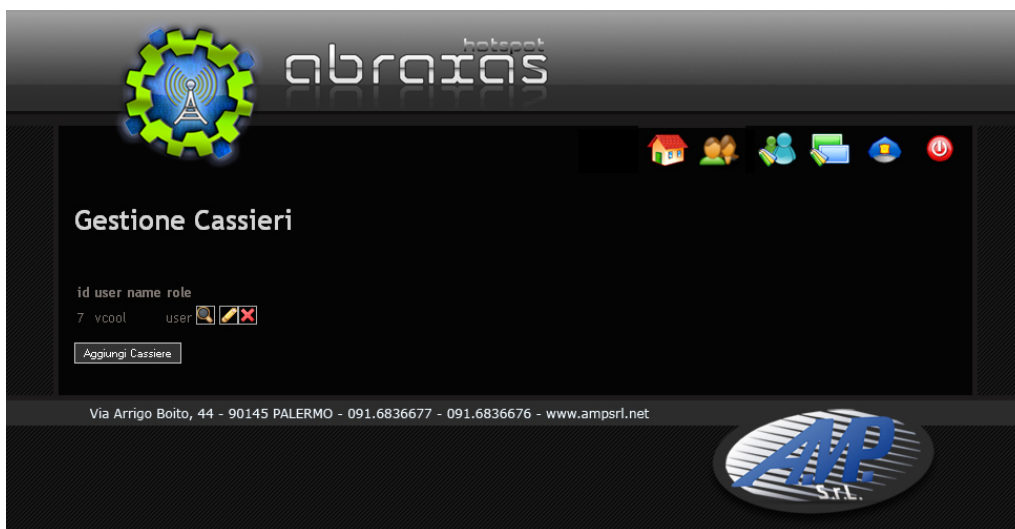 hotspot
abraxas
Gestione Cassieri
id user name role
7 vcool user
Aggiungi Cassiere
Via Arrigo Boito, 44 - 90145 PALERMO - 091.6836677 - 091.6836676 - www.ampsrl.net
A.M.P.
S.r.L.